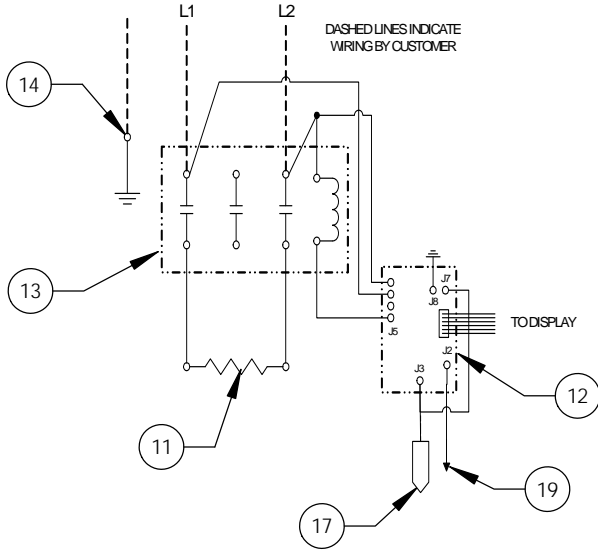 L1
L2
DASHED LINES INDICATE
WIRING BY CUSTOMER
14
13
J7
J8
J5
TO DISPLAY
J2
J3
12
11
17
19